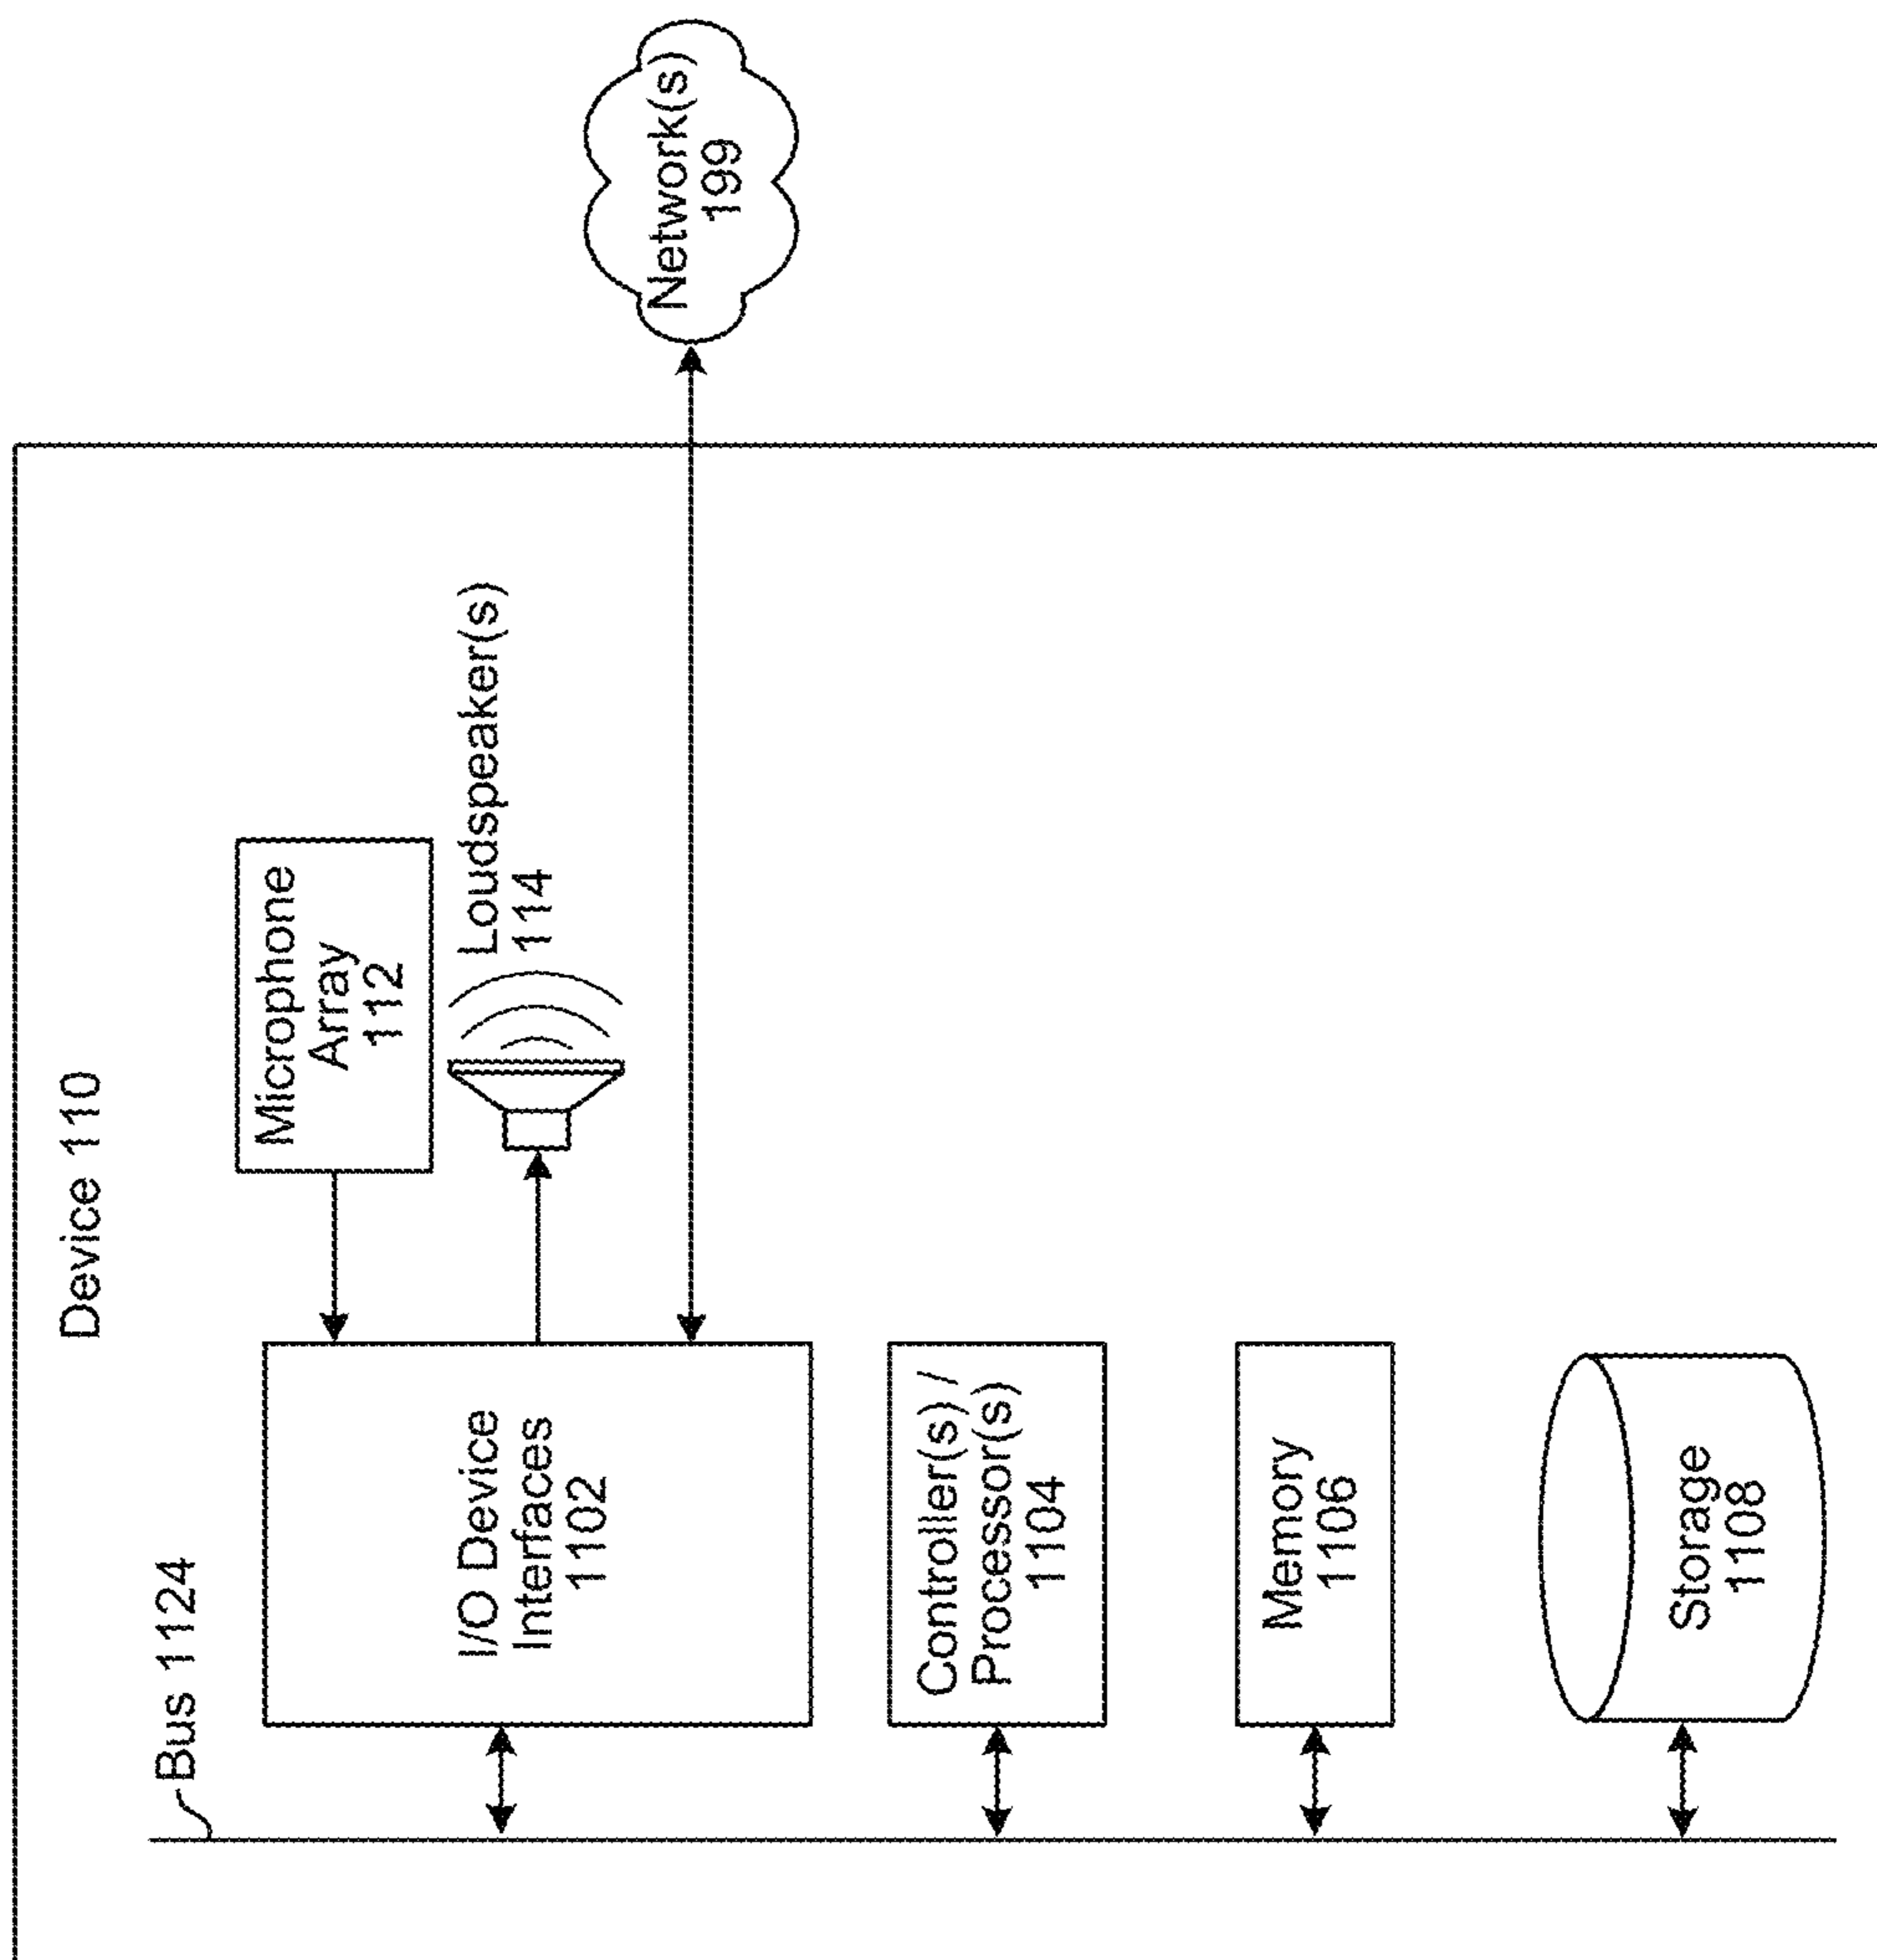 Device 110
Bus 1124
Microphone
Array
112
I/O Device
Interfaces
1102
Loudspeaker(s)
114
Network(s)
199
Controller(s) /
Processor(s)
1104
Memory
1106
Storage
1108